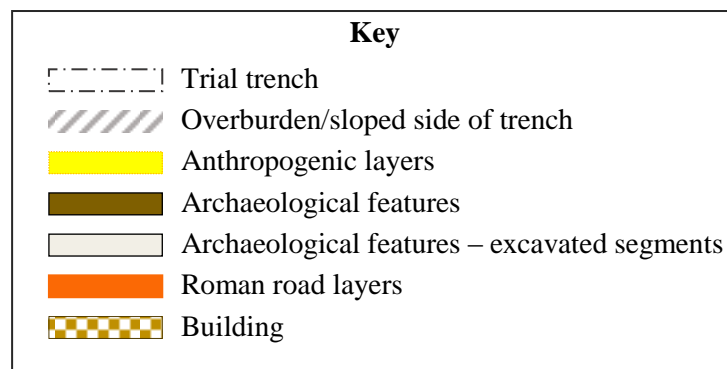 Key
Trial trench
Overburden/sloped side of trench
Anthropogenic layers
Archaeological features
Archaeological features – excavated segments
Roman road layers
Building